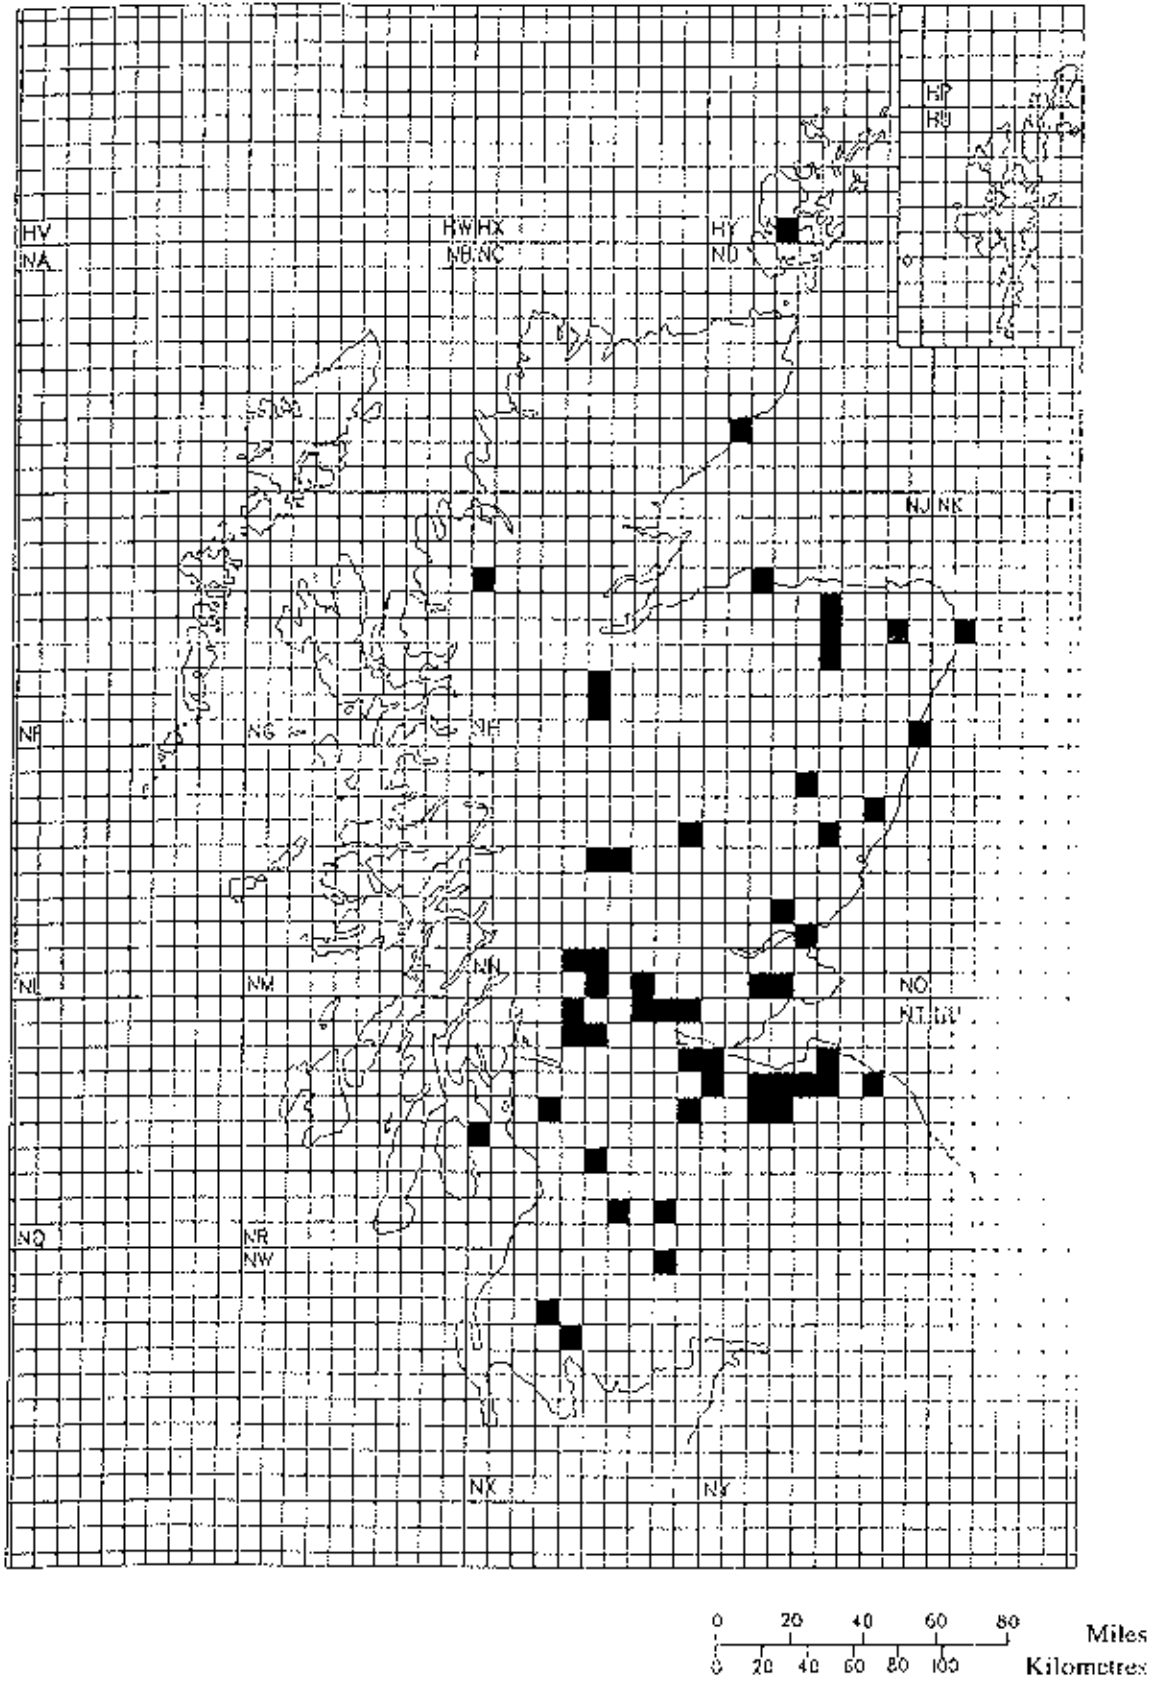 HP
HU
HV HW HX HY
NA NB NC ND
NJ NK
NF NG NH
NL NM NN NO
NT NU
NQ NR
NW
NX NY
0 20 40 60 80 Miles
0 20 40 60 80 100 Kilometres